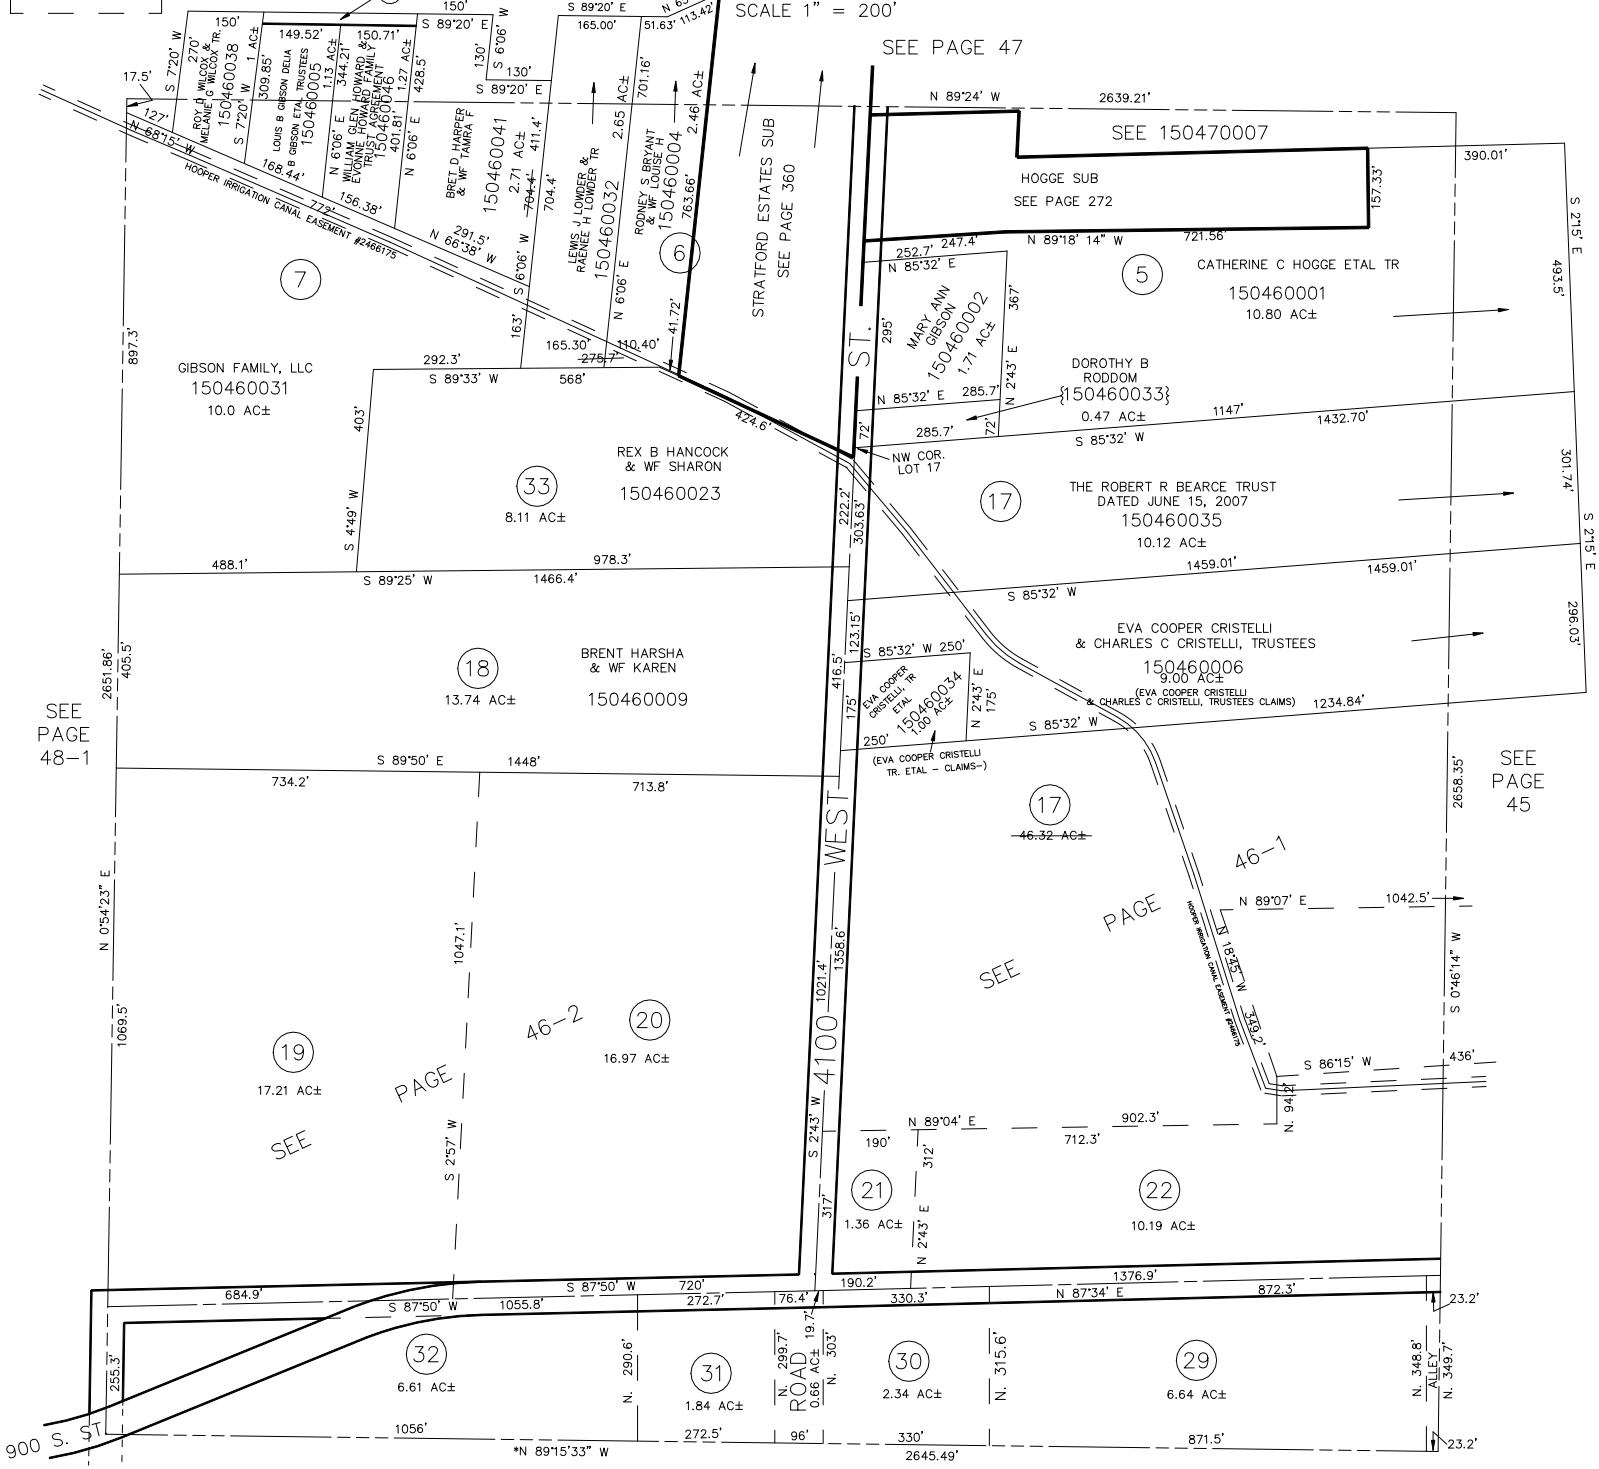 SCALE 1" = 200'
SEE PAGE 47
150'
150'
S 89°20' E
S 89°20' E
165.00'
51.63'
113.42'
149.52'
150.71'
17.5'
S 7°20' W
270'
ROY D WILCOX &
MELANIE G WILCOX TR.
150460038
S 7°20' W
1 AC±
309.85'
LOUIS B GIBSON DELIA
B GIBSON ETAL TRUSTEES
150460005
1.13 AC±
344.21'
N 6°06' E
WILLIAM GLEN HOWARD &
EVONNE HOWARD FAMILY
TRUST AGREEMENT
150460046
1.27 AC±
401.81'
428.5'
N 6°06' E
130'
S 6°06' W
130'
S 89°20' E
BRET D HARPER
& WF TAMRA F
150460041
2.71 AC±
704.4'
411.4'
704.4'
S 6°06' W
163'
LEWIS J LOWDER &
RAENEE H LOWDER TR
150460032
2.65 AC±
701.16'
N 6°06' E
RODNEY S BRYANT
& WF LOUISE H
150460004
2.46 AC±
763.66'
6
41.72'
STRATFORD ESTATES SUB
SEE PAGE 360
127'
N 68°15' W
168.44'
156.38'
772'
HOOPER IRRIGATION CANAL EASEMENT #2466175
291.5'
N 66°38' W
165.30'
110.40'
275.7'
N 89°24' W
2639.21'
SEE 150470007
HOGGE SUB
SEE PAGE 272
157.33'
390.01'
S 2°15' E
493.5'
252.7'
247.4'
N 89°18' 14" W
721.56'
N 85°32' E
5
CATHERINE C HOGGE ETAL TR
150460001
10.80 AC±
MARY ANN
GIBSON
150460002
1.71 AC±
295'
367'
N 2°43' E
N 85°32' E
285.7'
DOROTHY B
RODDOM
{150460033}
0.47 AC±
72'
285.7'
72'
1147'
1432.70'
S 85°32' W
NW COR.
LOT 17
7
897.3'
GIBSON FAMILY, LLC
150460031
10.0 AC±
292.3'
S 89°33' W
568'
403'
S 4°49' W
424.6'
REX B HANCOCK
& WF SHARON
150460023
33
8.11 AC±
222.2'
303.63'
17
THE ROBERT R BEARCE TRUST
DATED JUNE 15, 2007
150460035
10.12 AC±
301.74'
S 2°15' E
488.1'
978.3'
S 89°25' W
1466.4'
1459.01'
1459.01'
S 85°32' W
296.03'
2651.86'
405.5'
18
13.74 AC±
BRENT HARSHA
& WF KAREN
150460009
416.5'
123.15'
S 85°32' W
250'
EVA COOPER
CRISTELLI, TR
ETAL
150460034
1.00 AC±
175'
N 2°43' E
175'
250'
(EVA COOPER CRISTELLI
TR. ETAL - CLAIMS-)
EVA COOPER CRISTELLI
& CHARLES C CRISTELLI, TRUSTEES
150460006
9.00 AC±
(EVA COOPER CRISTELLI
& CHARLES C CRISTELLI, TRUSTEES CLAIMS)
S 85°32' W
1234.84'
SEE
PAGE
48-1
SEE
PAGE
45
2658.35'
S 89°50' E
1448'
734.2'
713.8'
17
46.32 AC±
SEE PAGE 46-1
N 89°07' E
1042.5'
N 18°45' W
349.2'
HOOPER IRRIGATION CANAL EASEMENT #2466175
S 0°46'14" W
S 86°15' W
436'
N. 94.2'
N 0°54'23" E
1069.5'
1047.1'
S 2°57' W
SEE PAGE 46-2
19
17.21 AC±
20
16.97 AC±
4100 WEST ST.
1021.4'
1358.6'
S 2°43' W
317'
N 89°04' E
902.3'
190'
712.3'
312'
N 2°43' E
21
1.36 AC±
22
10.19 AC±
684.9'
S 87°50' W
720'
190.2'
1376.9'
S 87°50' W
1055.8'
272.7'
76.4'
330.3'
N 87°34' E
872.3'
23.2'
255.3'
32
6.61 AC±
N. 290.6'
31
1.84 AC±
N. 299.7'
ROAD
0.66 AC±
19.7'
N. 303'
30
2.34 AC±
N. 315.6'
29
6.64 AC±
N. 348.8'
ALLEY
N. 349.7'
900 S. ST
1056'
272.5'
96'
330'
871.5'
23.2'
*N 89°15'33" W
2645.49'